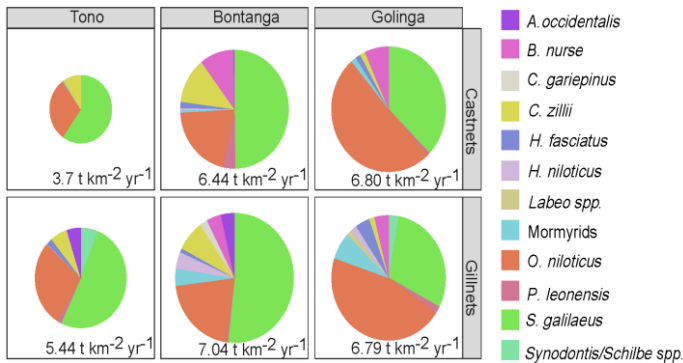 Tono
Bontanga
Golinga
Castnets
3.7 t km-2 yr-1
6.44 t km-2 yr-1
6.80 t km-2 yr-1
Gillnets
5.44 t km-2 yr-1
7.04 t km-2 yr-1
6.79 t km-2 yr-1
A.occidentalis
B. nurse
C. gariepinus
C. zillii
H. fasciatus
H. niloticus
Labeo spp.
Mormyrids
O. niloticus
P. leonensis
S. galilaeus
Synodontis/Schilbe spp.